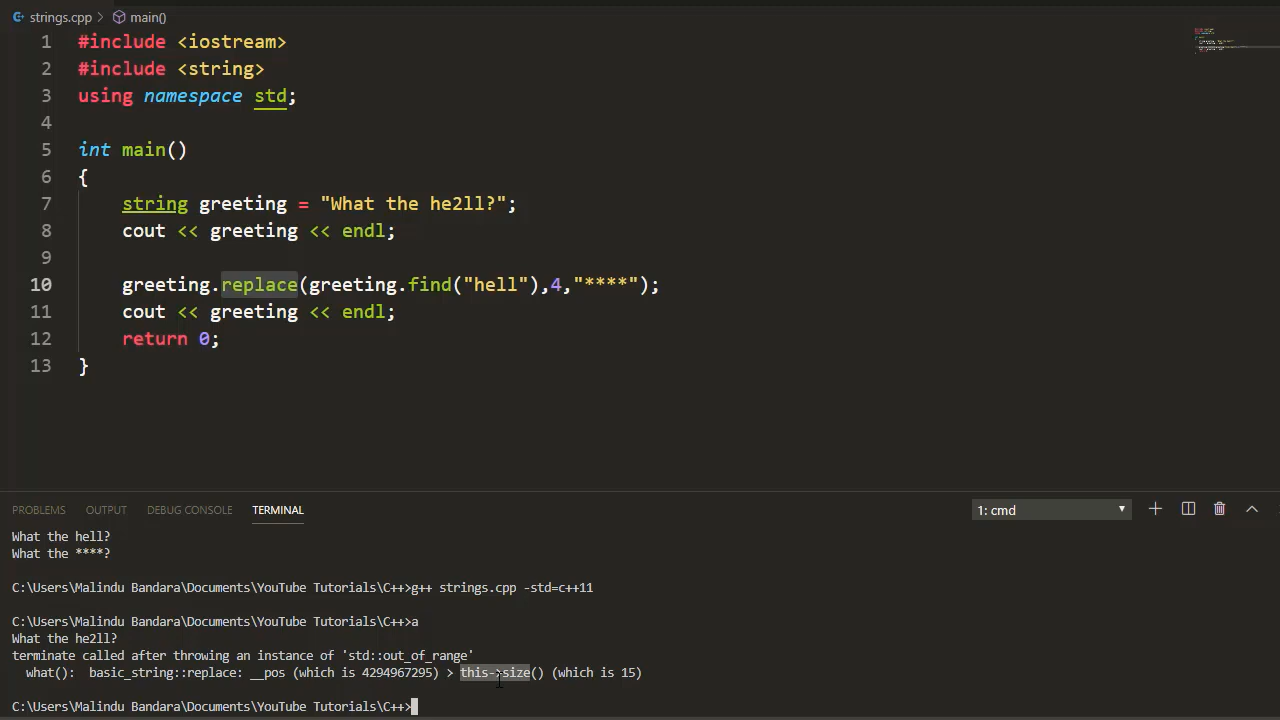 strings.cpp > main()
1 #include <iostream>
2 #include <string>
3 using namespace std;
4
5 int main()
6 {
7 string greeting = "What the he2ll?";
8 cout << greeting << endl;
9
10 greeting.replace(greeting.find("hell"),4,"****");
11 cout << greeting << endl;
12 return 0;
13 }
PROBLEMS OUTPUT DEBUG CONSOLE TERMINAL 1: cmd
What the hell?
What the ****?
C:\Users\Malindu Bandara\Documents\YouTube Tutorials\C++>g++ strings.cpp -std=c++11
C:\Users\Malindu Bandara\Documents\YouTube Tutorials\C++>a
What the he2ll?
terminate called after throwing an instance of 'std::out_of_range'
what(): basic_string::replace: __pos (which is 4294967295) > this->size() (which is 15)
C:\Users\Malindu Bandara\Documents\YouTube Tutorials\C++>